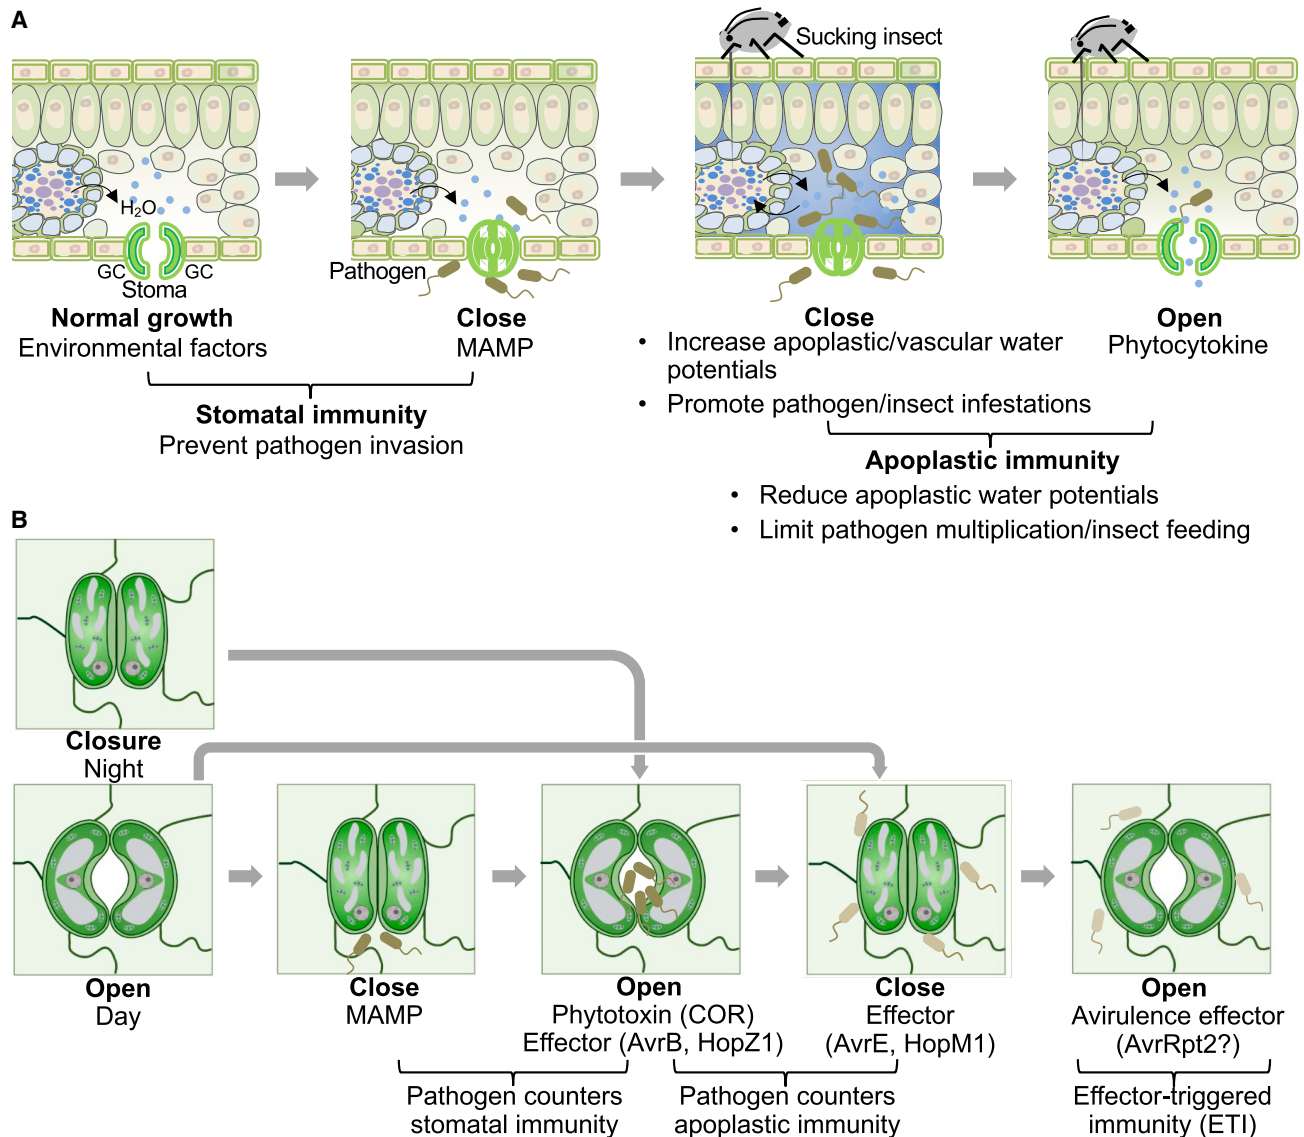 A
Sucking insect
H2O
GC
GC
Stoma
Pathogen
Normal growth
Environmental factors
Close
MAMP
Close
• Increase apoplastic/vascular water
potentials
• Promote pathogen/insect infestations
Open
Phytocytokine
Stomatal immunity
Prevent pathogen invasion
Apoplastic immunity
• Reduce apoplastic water potentials
• Limit pathogen multiplication/insect feeding
B
Closure
Night
Open
Day
Close
MAMP
Open
Phytotoxin (COR)
Effector (AvrB, HopZ1)
Close
Effector
(AvrE, HopM1)
Open
Avirulence effector
(AvrRpt2?)
Pathogen counters
stomatal immunity
Pathogen counters
apoplastic immunity
Effector-triggered
immunity (ETI)